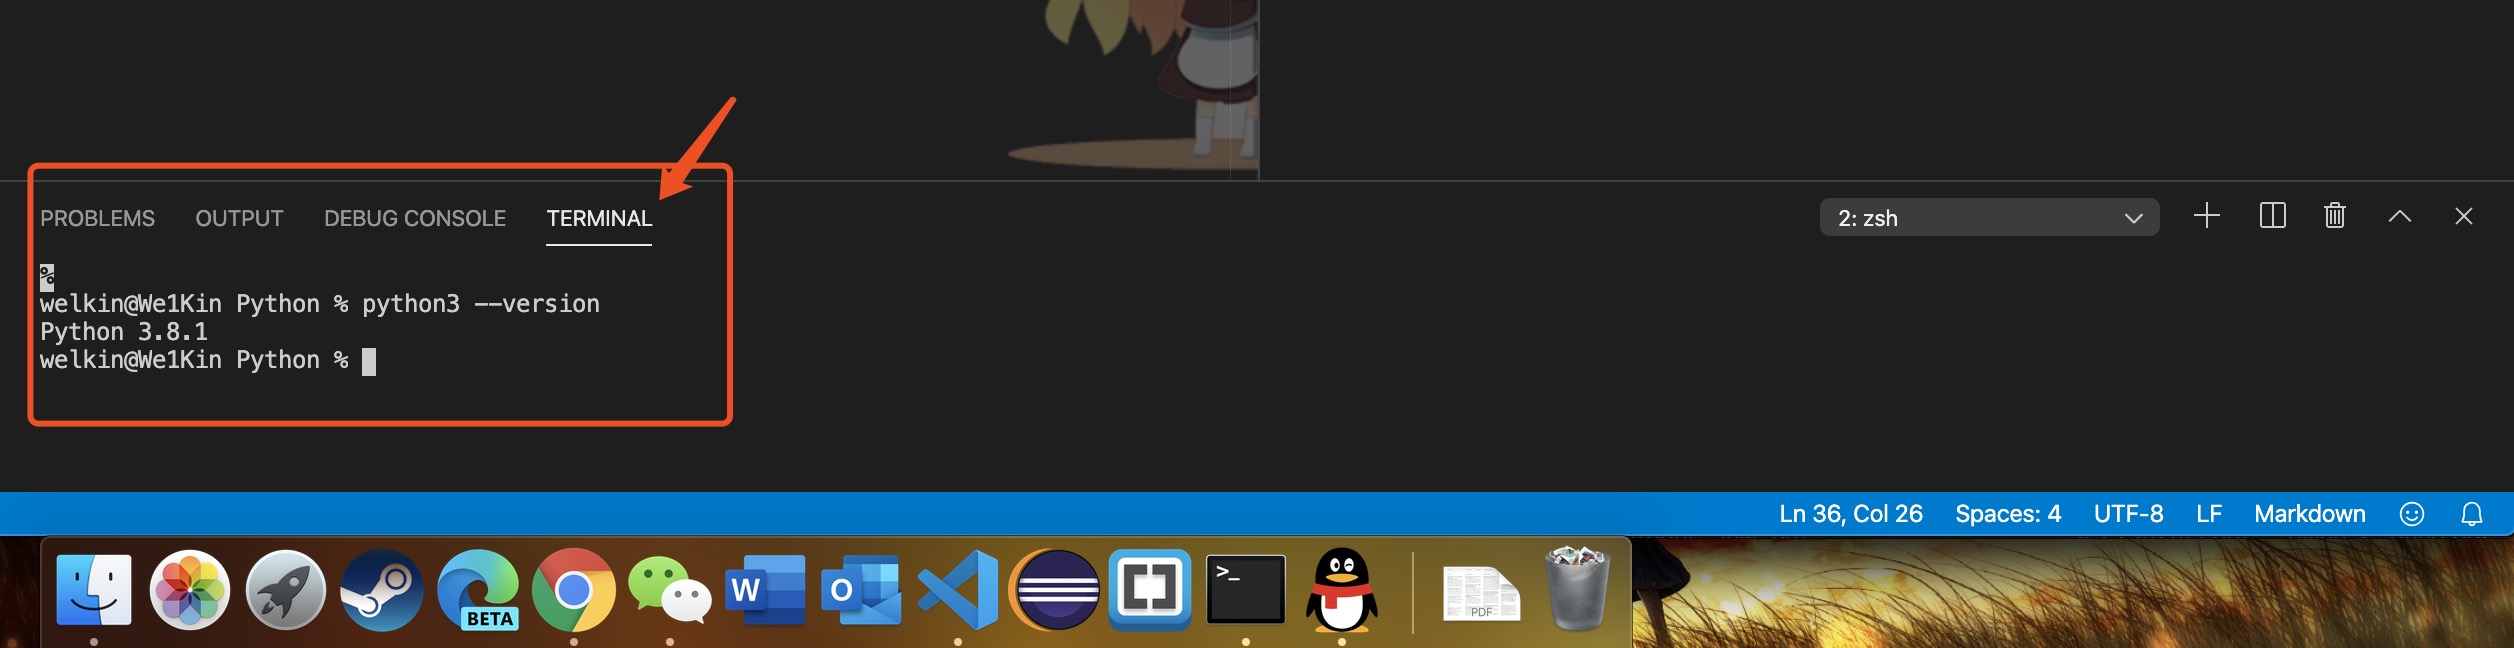 PROBLEMS OUTPUT DEBUG CONSOLE TERMINAL 2: zsh
%
welkin@We1Kin Python % python3 --version
Python 3.8.1
welkin@We1Kin Python %
Ln 36, Col 26 Spaces: 4 UTF-8 LF Markdown
BETA
W
O
>_
PDF